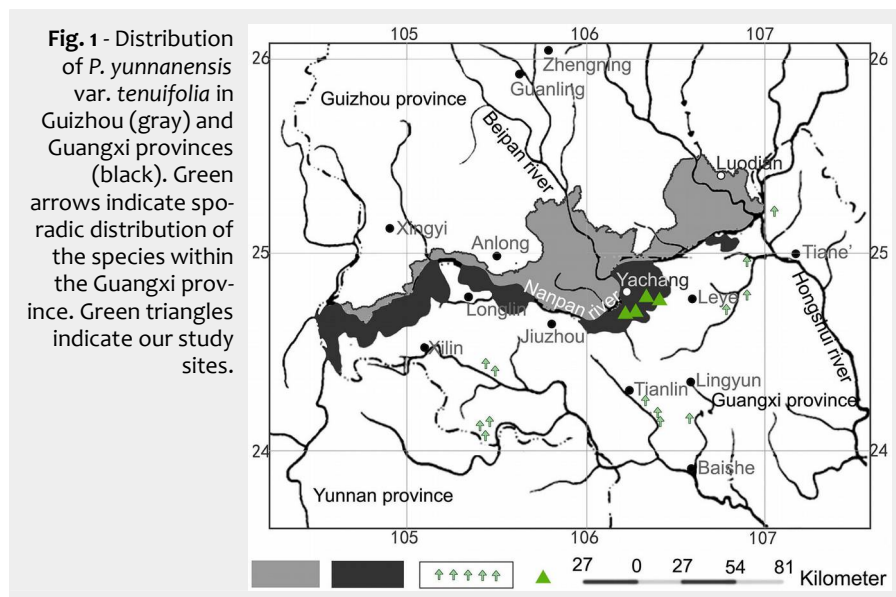 Fig. 1 - Distribution
of P. yunnanensis
var. tenuifolia in
Guizhou (gray) and
Guangxi provinces
(black). Green
arrows indicate spo-
radic distribution of
the species within
the Guangxi prov-
ince. Green triangles
indicate our study
sites.
105 106 107
26 26
Zhengning
Guanling
Guizhou province
Beipan river
Luodian
Xingyi
Anlong
25 25
Tiane'
Yachang
Nanpan river
Leye
Longlin
Jiuzhou
Hongshui river
Xilin
Tianlin
Lingyun
Guangxi province
24 24
Baishe
Yunnan province
105 106 107
27 0 27 54 81
Kilometer